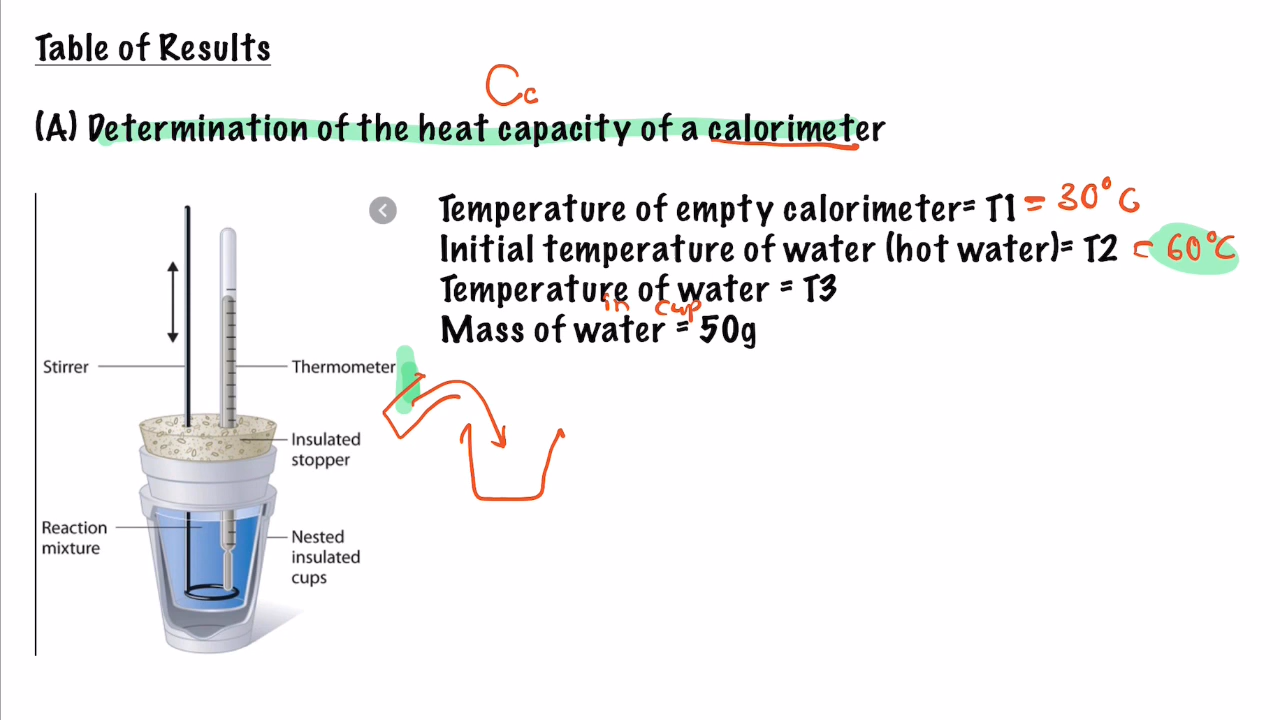 Table of Results
Cc
(A) Determination of the heat capacity of a calorimeter
Temperature of empty calorimeter= T1 = 30°C
Initial temperature of water (hot water)= T2 = 60°C
Temperature of water = T3
in cup
Mass of water = 50g
Stirrer
Thermometer
Insulated
stopper
Reaction
mixture
Nested
insulated
cups